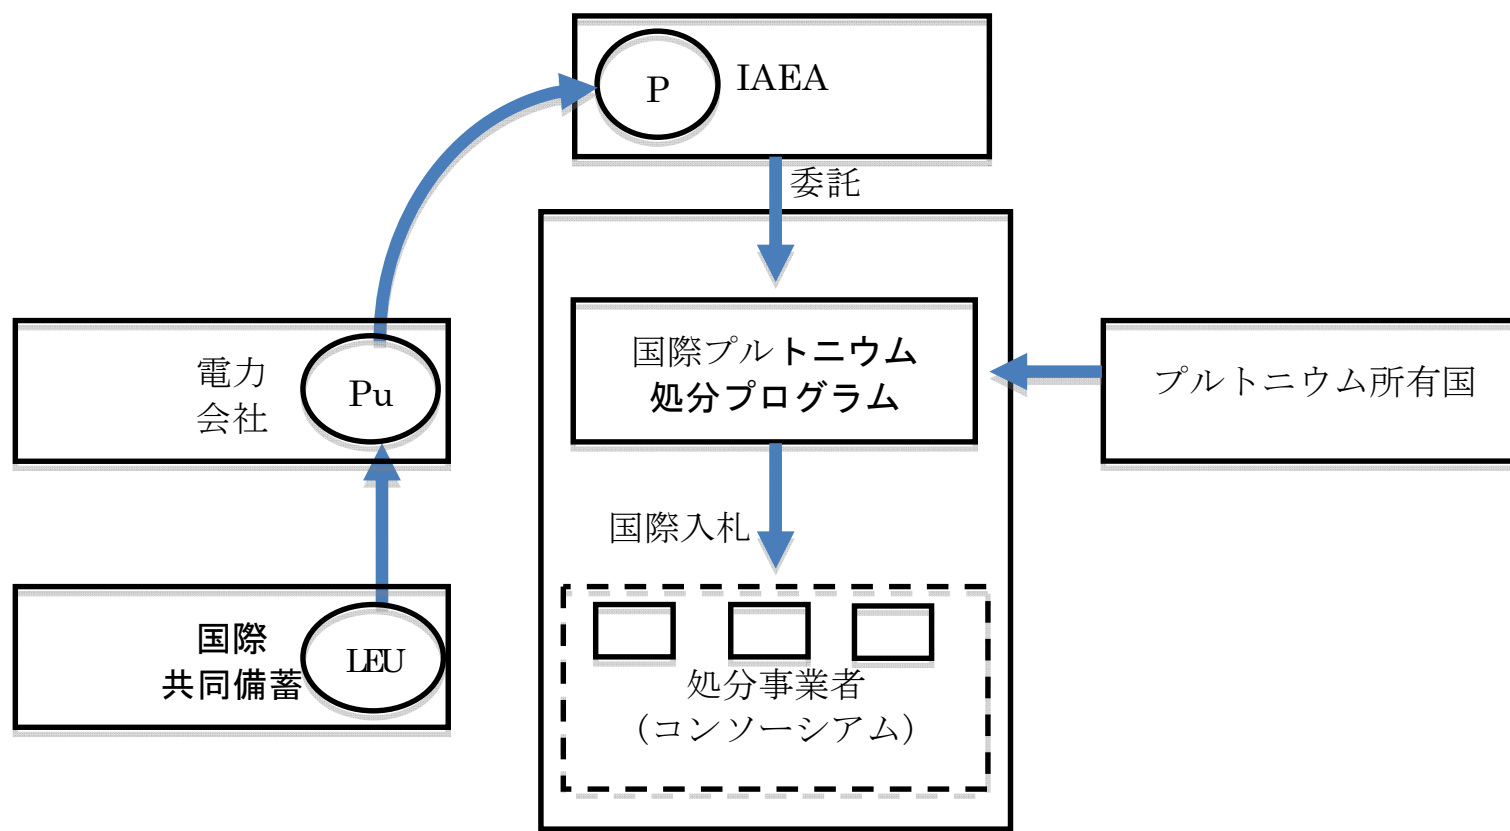 P
IAEA
委託
国際プルトニウム
処分プログラム
プルトニウム所有国
電力
会社
Pu
国際入札
国際
共同備蓄
LEU
処分事業者
(コンソーシアム)